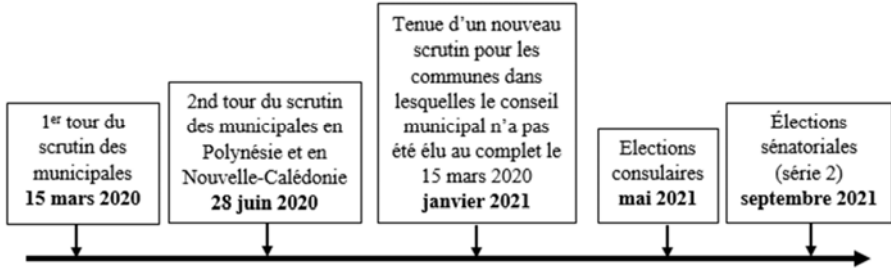 1er tour du
scrutin des
municipales
15 mars 2020
2nd tour du scrutin
des municipales en
Polynésie et en
Nouvelle-Calédonie
28 juin 2020
Tenue d’un nouveau
scrutin pour les
communes dans
lesquelles le conseil
municipal n’a pas
été élu au complet le
15 mars 2020
janvier 2021
Elections
consulaires
mai 2021
Élections
sénatoriales
(série 2)
septembre 2021